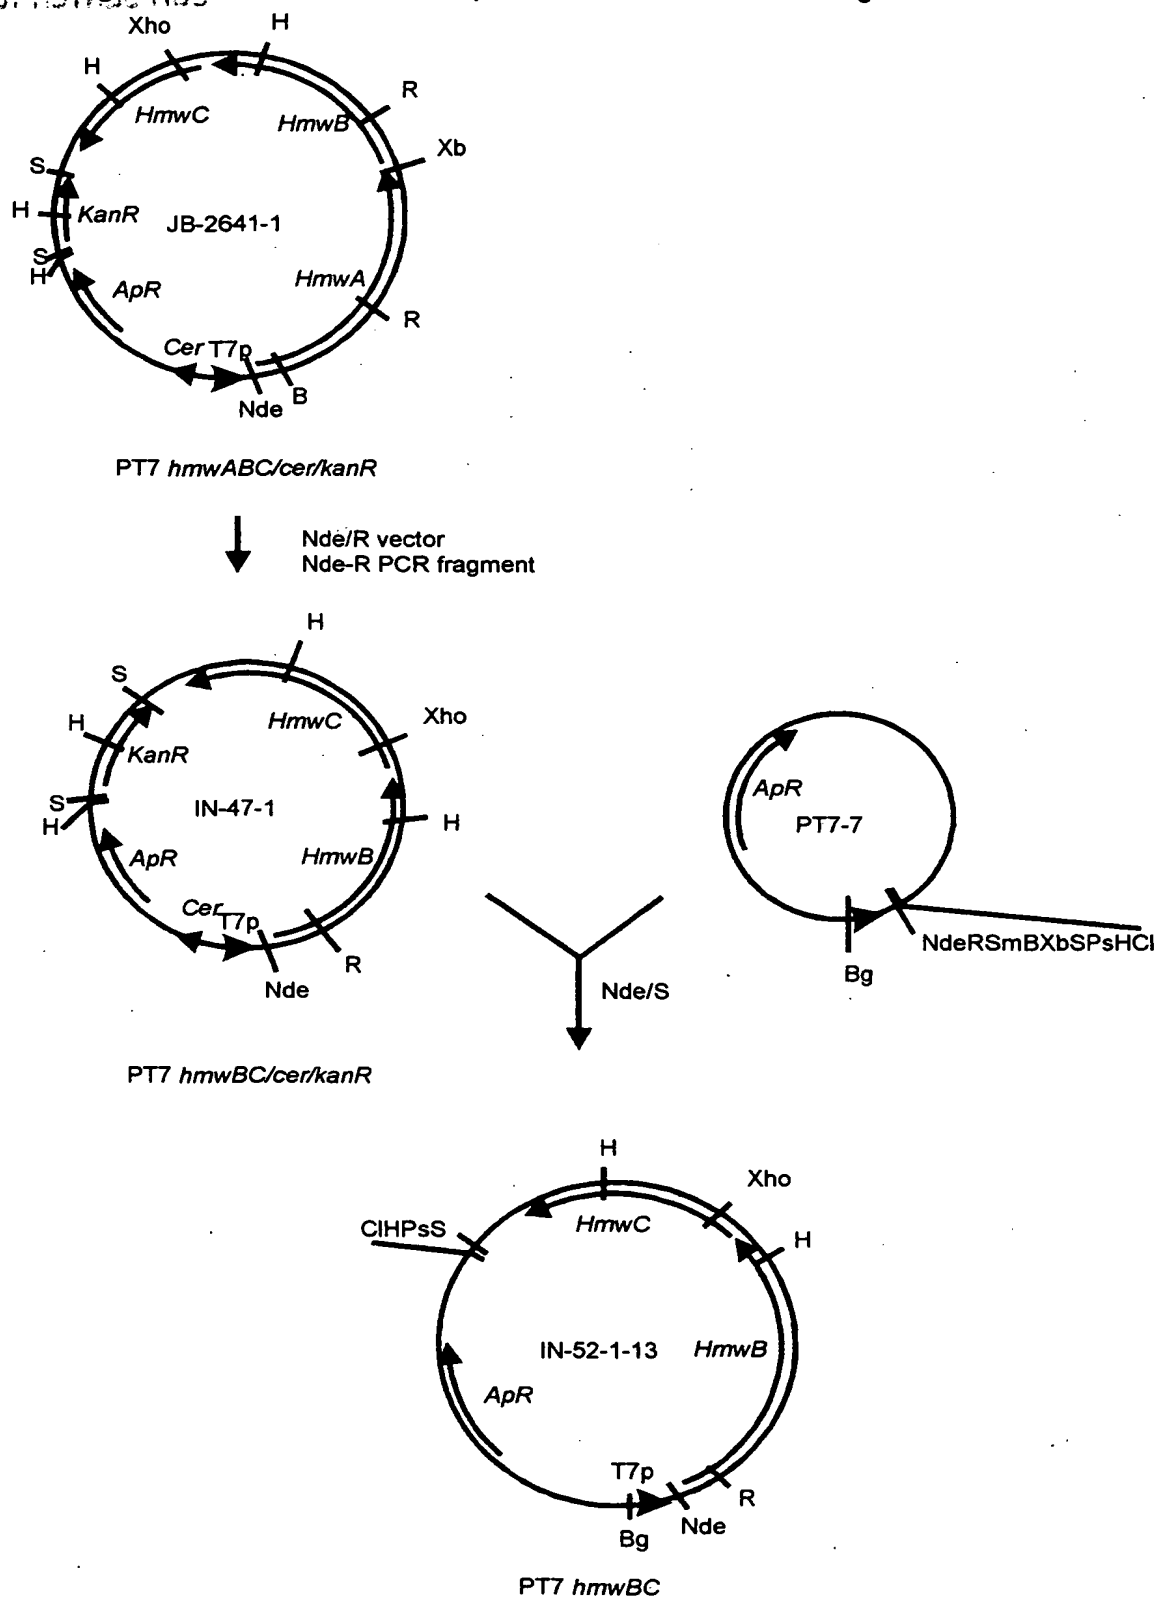 H
Xho
H
R
HmwC
HmwB
Xb
S
H
KanR
JB-2641-1
S
H
ApR
HmwA
R
Cer T7p
B
Nde
PT7 hmwABC/cer/kanR
Nde/R vector
Nde-R PCR fragment
H
S
HmwC
Xho
H
KanR
ApR
S
IN-47-1
PT7-7
H
H
ApR
HmwB
Cer
T7p
R
Nde
NdeRSmBXbSPsHCl
Bg
Nde/S
PT7 hmwBC/cer/kanR
H
Xho
ClHPsS
HmwC
H
IN-52-1-13
HmwB
ApR
T7p
R
Nde
Bg
PT7 hmwBC